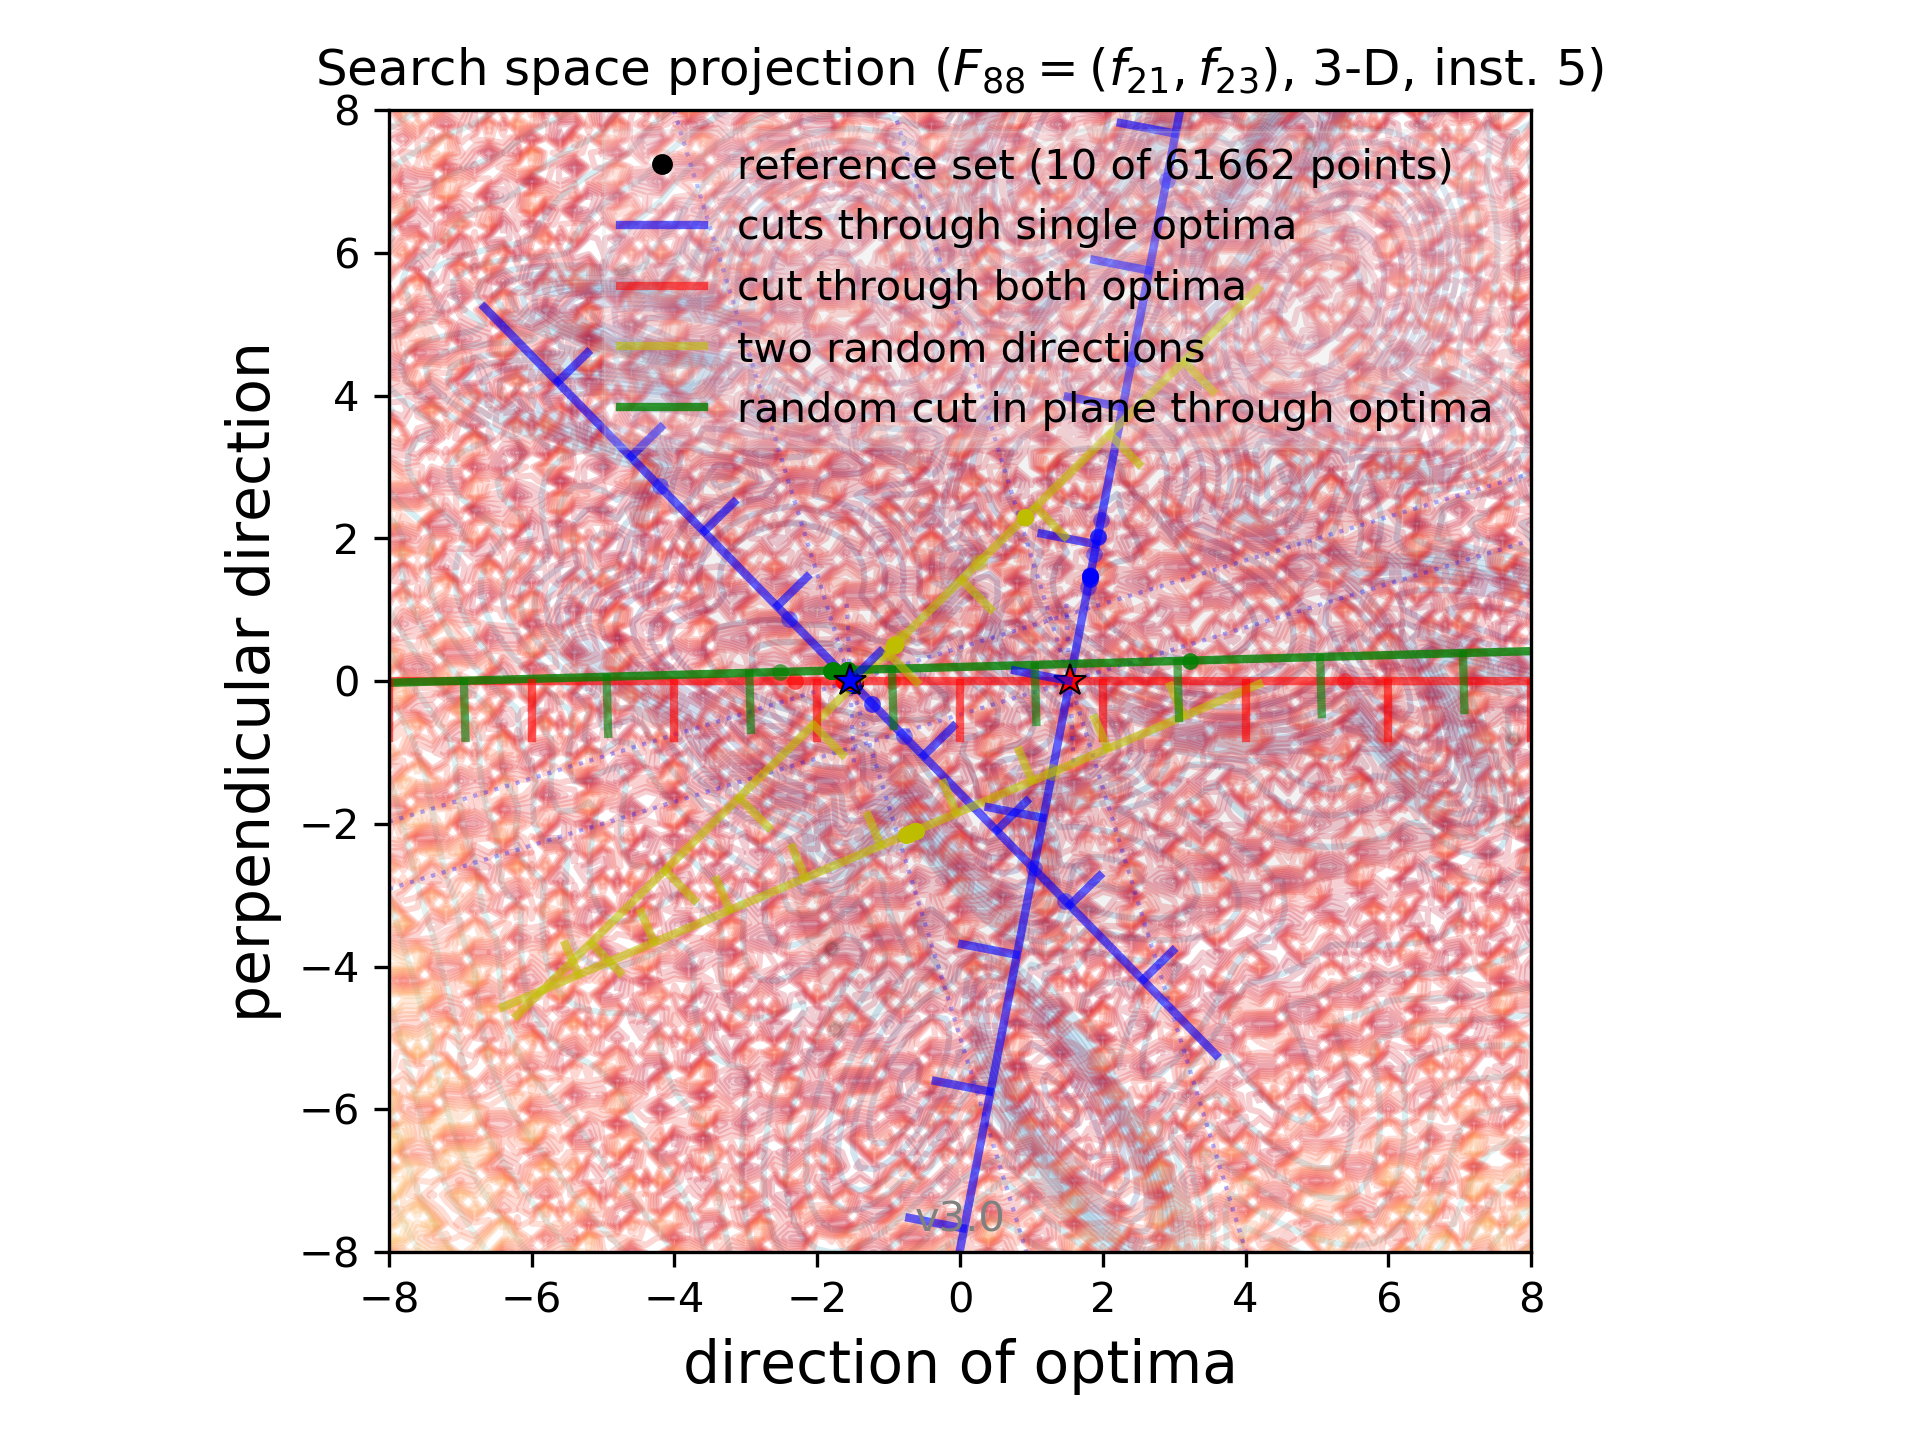 Search space projection (F88 = (f21, f23), 3-D, inst. 5)
reference set (10 of 61662 points)
cuts through single optima
cut through both optima
two random directions
random cut in plane through optima
8
6
4
2
0
−2
−4
−6
−8
perpendicular direction
v3.0
−8 −6 −4 −2 0 2 4 6 8
direction of optima